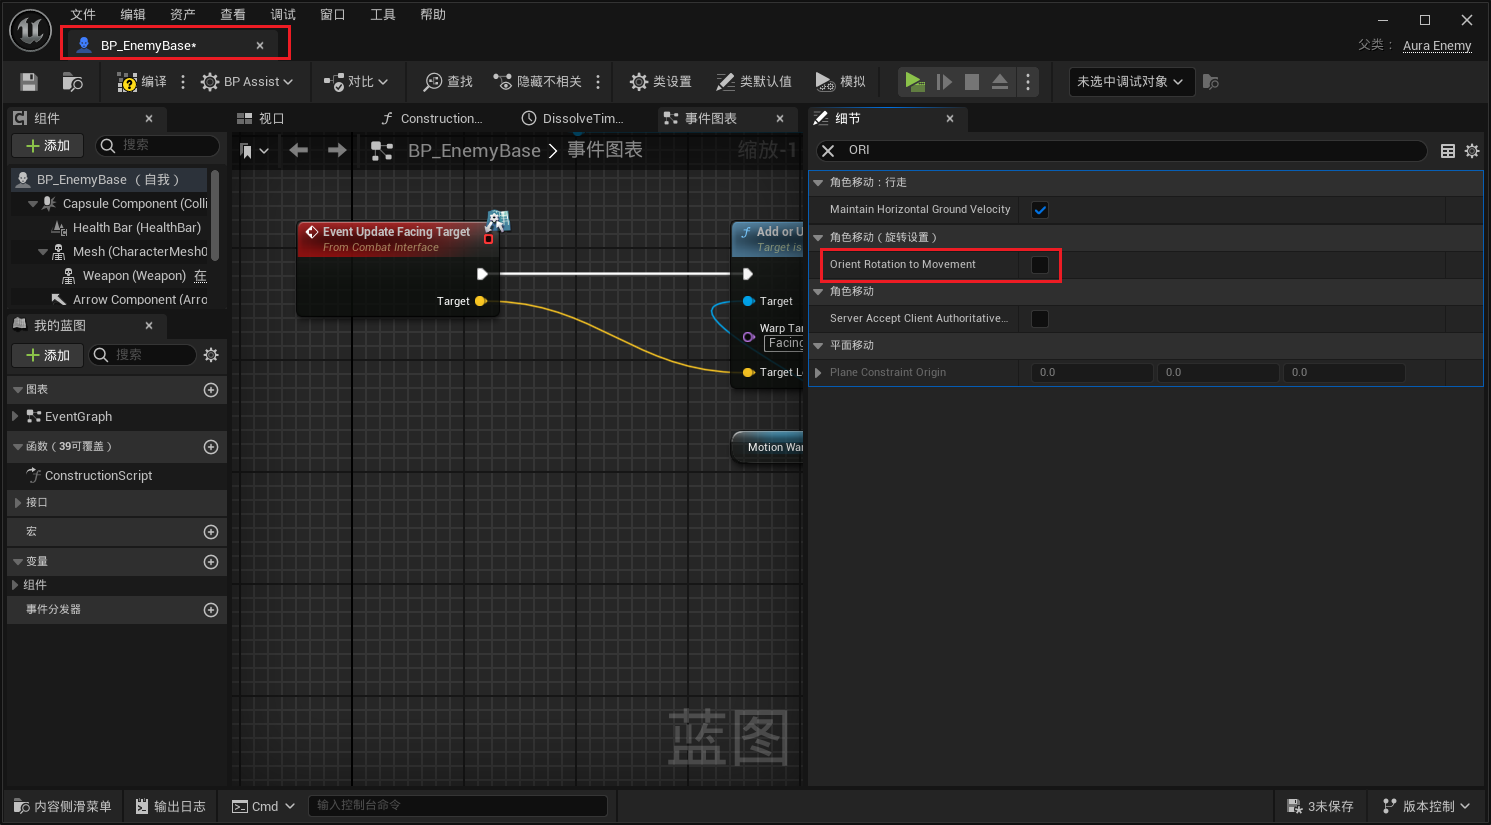 文件 编辑 资产 查看 调试 窗口 工具 帮助
BP_EnemyBase*
父类： Aura Enemy
编译 BP Assist 对比 查找 隐藏不相关 类设置 类默认值 模拟 未选中调试对象
组件
添加 搜索
BP_EnemyBase （自我）
Capsule Component (Colli
Health Bar (HealthBar)
Mesh (CharacterMesh0
Weapon (Weapon) 在
Arrow Component (Arro
我的蓝图
添加 搜索
图表
EventGraph
函数（39可覆盖）
ConstructionScript
接口
宏
变量
组件
事件分发器
视口 Construction... DissolveTim... 事件图表
BP_EnemyBase 事件图表 缩放-1
Event Update Facing Target
From Combat Interface
Target
Add or U
Target is
Target
Warp Tar
Facing
Target Lo
Motion War
蓝图
细节
ORI
角色移动：行走
Maintain Horizontal Ground Velocity
角色移动（旋转设置）
Orient Rotation to Movement
角色移动
Server Accept Client Authoritative...
平面移动
Plane Constraint Origin 0.0 0.0 0.0
内容侧滑菜单 输出日志 Cmd 输入控制台命令 3未保存 版本控制